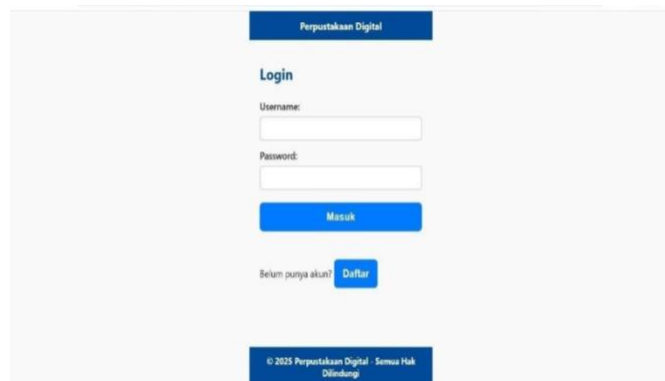 Perpustakaan Digital
Login
Username:
Password:
Masuk
Belum punya akun? Daftar
© 2025 Perpustakaan Digital - Semua Hak
Dilindungi